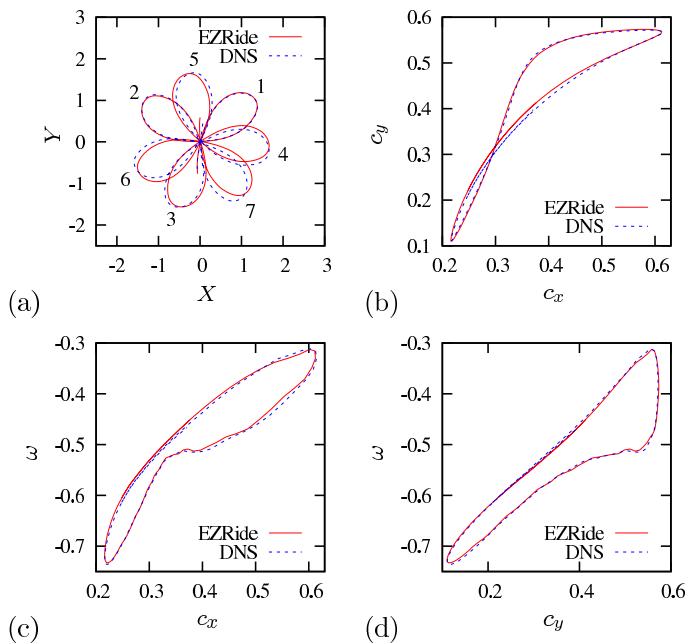 EZRide
DNS
3
2
1
0
-1
-2
-2 -1 0 1 2 3
Y
X
5
2
1
4
6
3
7
(a)
0.6
0.5
0.4
0.3
0.2
0.1
0.2 0.3 0.4 0.5 0.6
c_y
c_x
EZRide
DNS
(b)
-0.3
-0.4
-0.5
-0.6
-0.7
0.2 0.3 0.4 0.5 0.6
ω
c_x
EZRide
DNS
(c)
-0.3
-0.4
-0.5
-0.6
-0.7
0.2 0.4 0.6
ω
c_y
EZRide
DNS
(d)